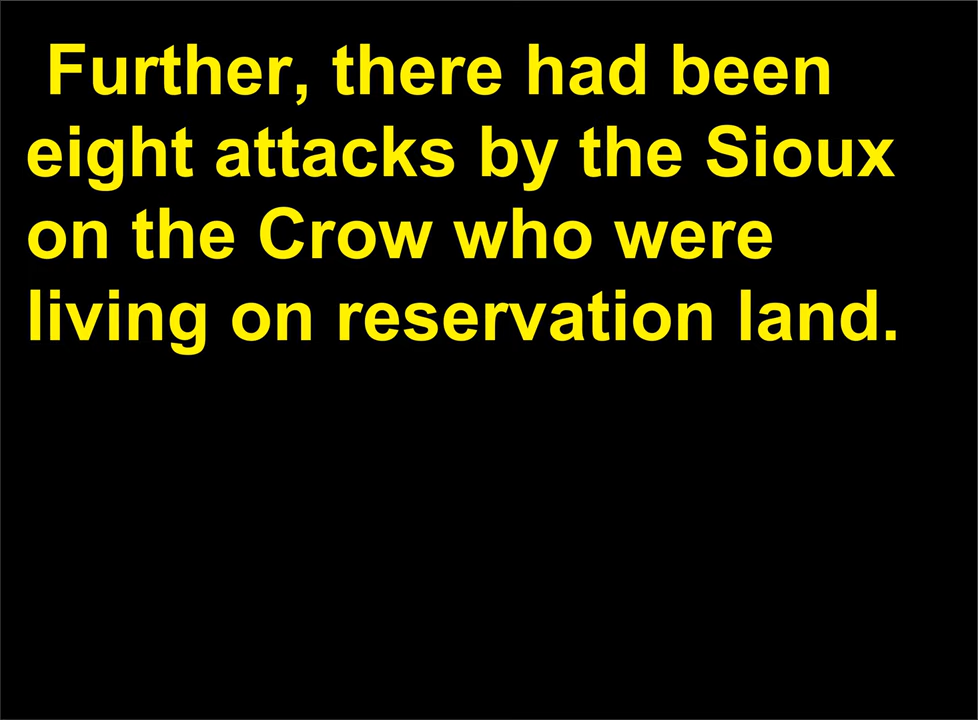 Further, there had been
eight attacks by the Sioux
on the Crow who were
living on reservation land.